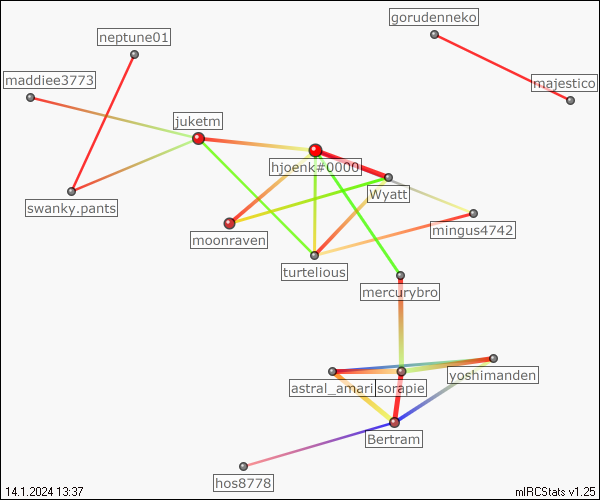 gorudenneko
neptune01
maddiee3773
majestico
juketm
hjoenk#0000
Wyatt
swanky.pants
mingus4742
moonraven
turtelious
mercurybro
yoshimanden
astral_amari
sorapie
Bertram
hos8778
14.1.2024 13:37
mIRCStats v1.25